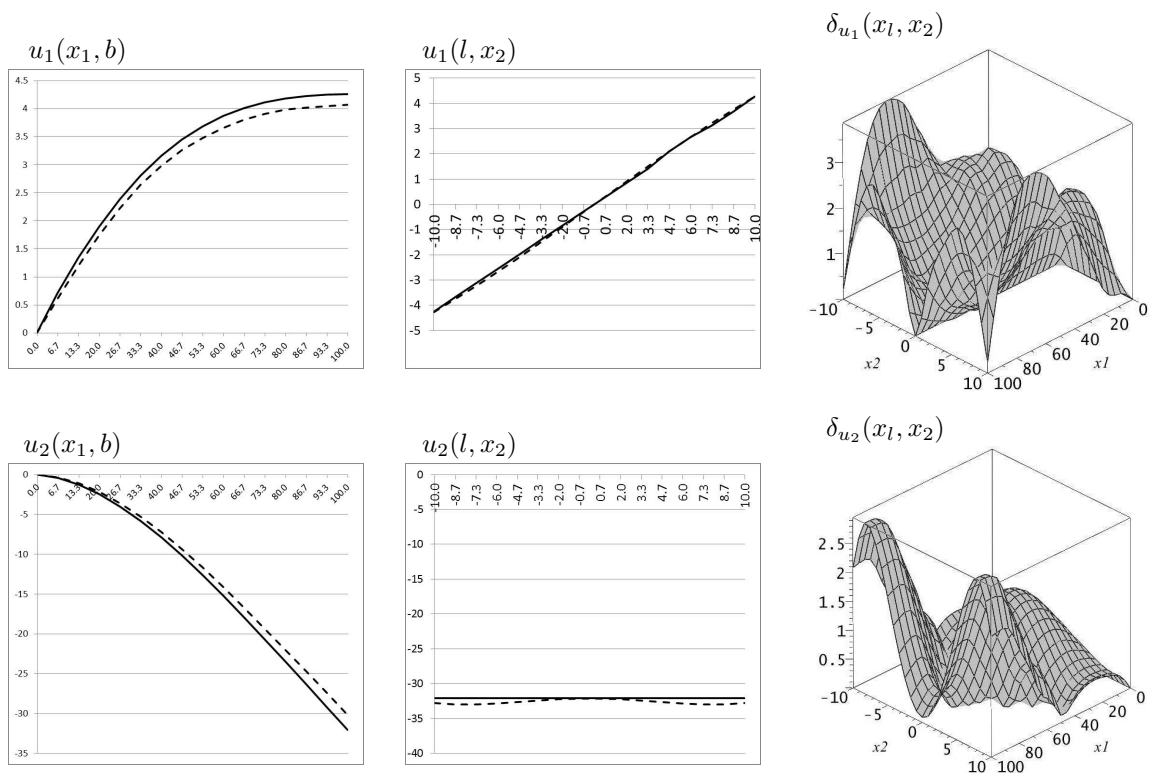 u₁(x₁, b)
4.5
4
3.5
3
2.5
2
1.5
1
0.5
0
0.0 6.7 13.3 20.0 26.7 33.3 40.0 46.7 53.3 60.0 66.7 73.3 80.0 86.7 93.3 100.0
u₁(l, x₂)
5
4
3
2
1
0
-1
-2
-3
-4
-5
-10.0 -8.7 -7.3 -6.0 -4.7 -3.3 -2.0 -0.7 0.7 2.0 3.3 4.7 6.0 7.3 8.7 10.0
δᵤ₁(xₗ, x₂)
3
2
1
-10 -5 0 5 10
x2
100 80 60 40 20 0
x1
u₂(x₁, b)
0
-5
-10
-15
-20
-25
-30
-35
0.0 6.7 13.3 20.0 26.7 33.3 40.0 46.7 53.3 60.0 66.7 73.3 80.0 86.7 93.3 100.0
u₂(l, x₂)
0
-5
-10
-15
-20
-25
-30
-35
-40
-10.0 -8.7 -7.3 -6.0 -4.7 -3.3 -2.0 -0.7 0.7 2.0 3.3 4.7 6.0 7.3 8.7 10.0
δᵤ₂(xₗ, x₂)
2.5
2
1.5
1
0.5
-10 -5 0 5 10
x2
100 80 60 40 20 0
x1